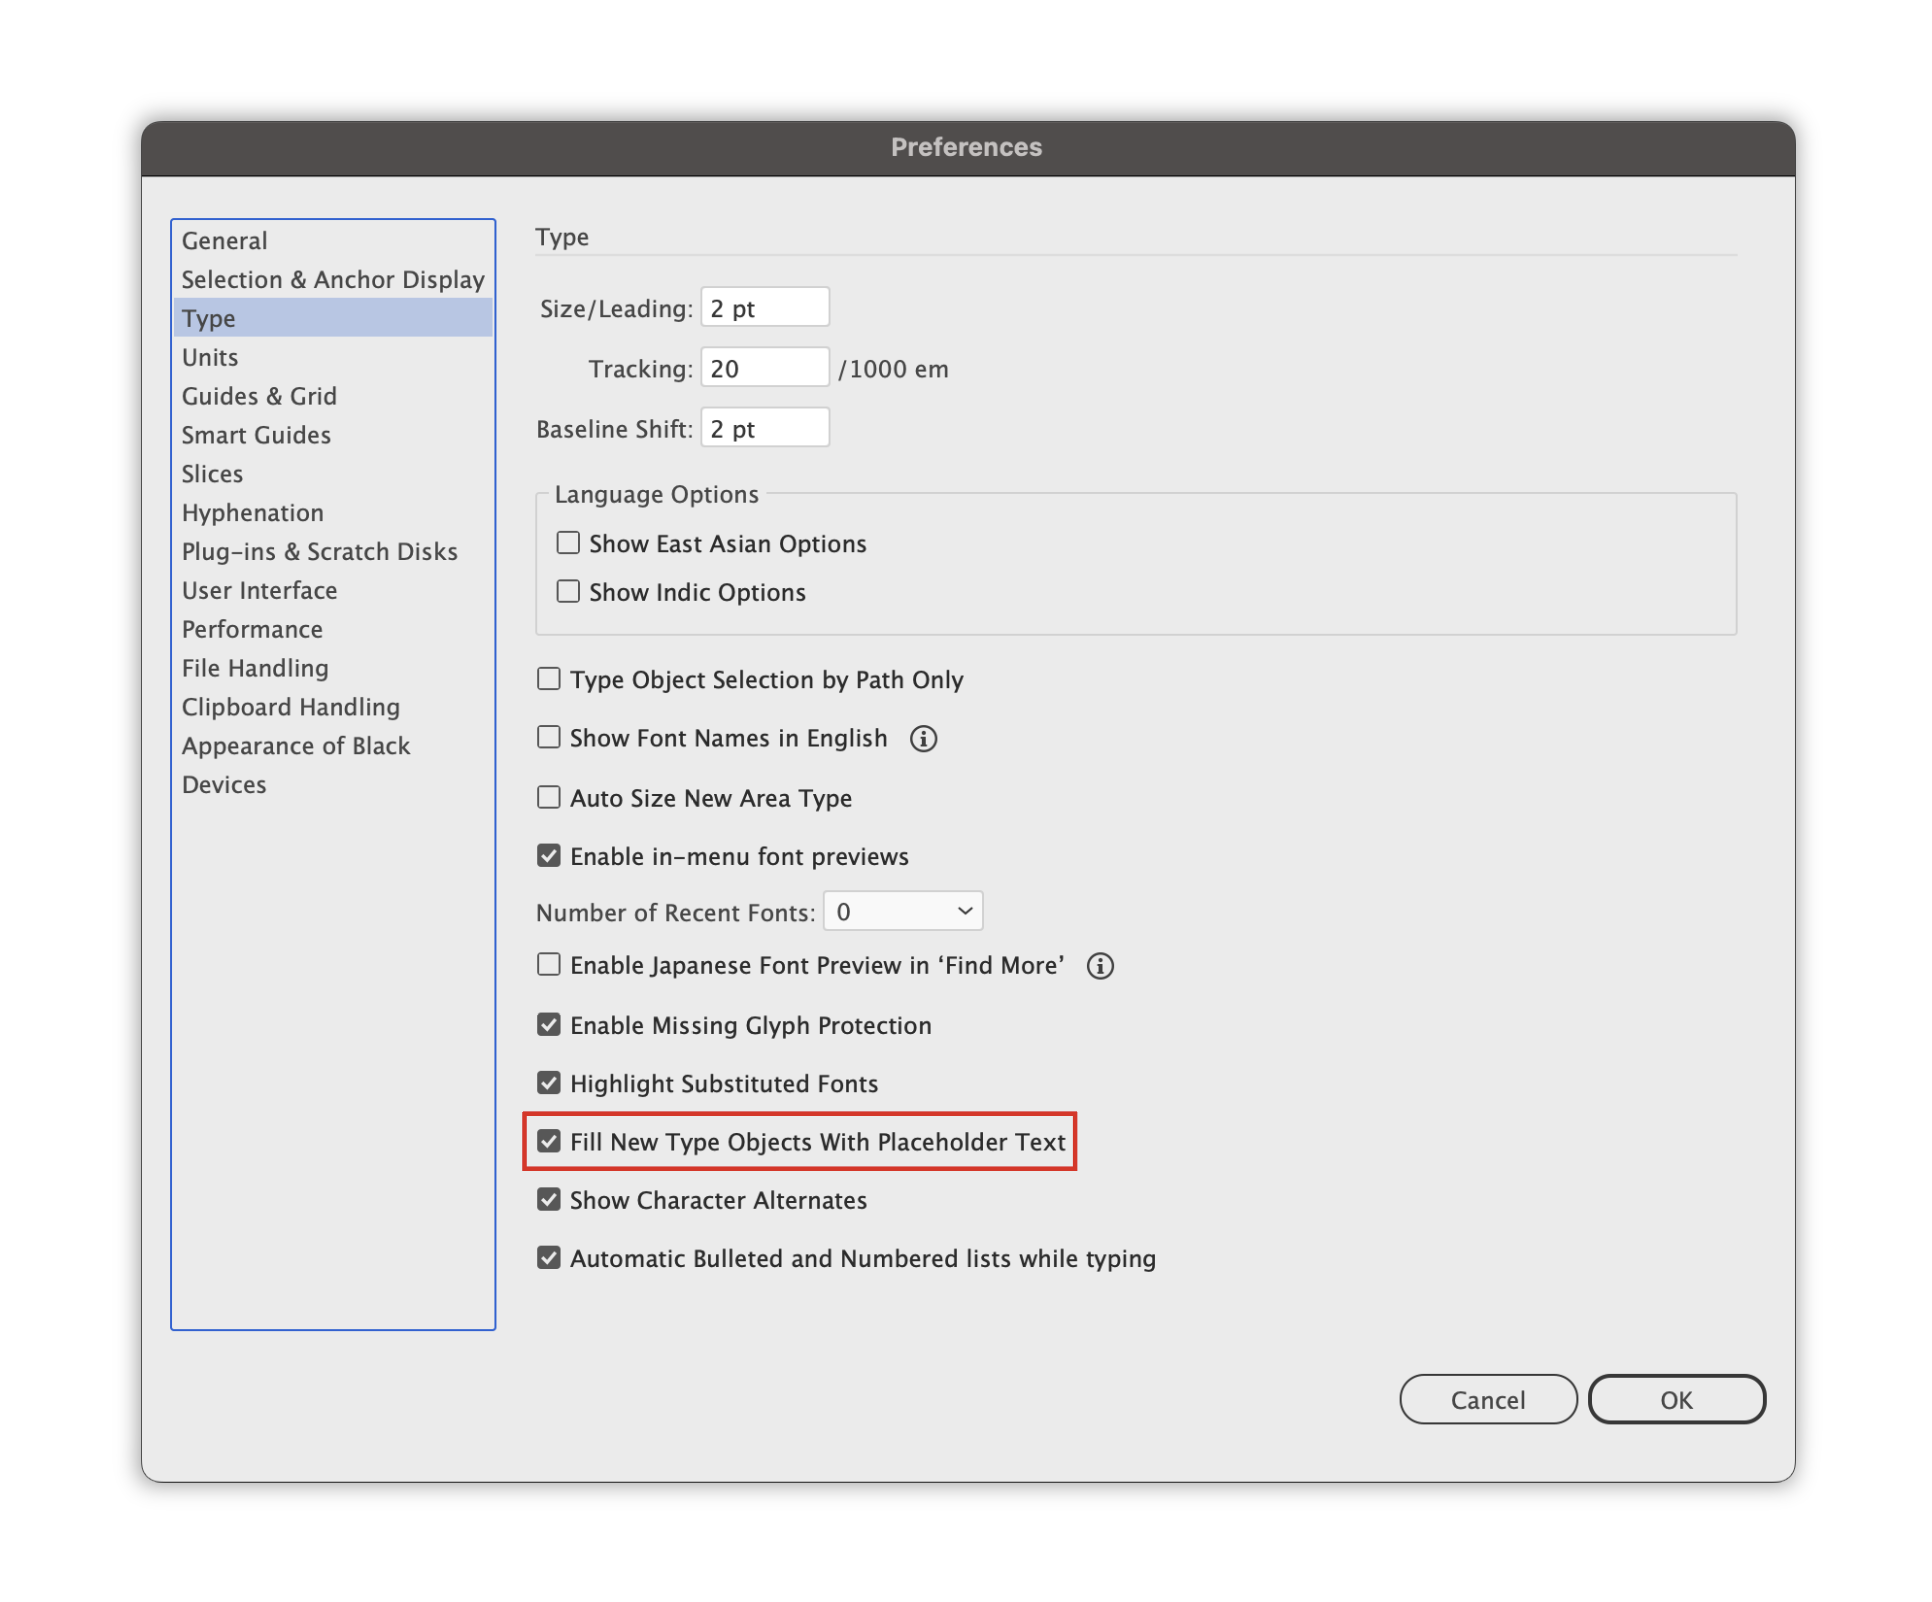 Preferences
General
Selection & Anchor Display
Type
Units
Guides & Grid
Smart Guides
Slices
Hyphenation
Plug-ins & Scratch Disks
User Interface
Performance
File Handling
Clipboard Handling
Appearance of Black
Devices
Type
Size/Leading: 2 pt
Tracking: 20 /1000 em
Baseline Shift: 2 pt
Language Options
Show East Asian Options
Show Indic Options
Type Object Selection by Path Only
Show Font Names in English
Auto Size New Area Type
Enable in-menu font previews
Number of Recent Fonts: 0
Enable Japanese Font Preview in ‘Find More’
Enable Missing Glyph Protection
Highlight Substituted Fonts
Fill New Type Objects With Placeholder Text
Show Character Alternates
Automatic Bulleted and Numbered lists while typing
Cancel OK